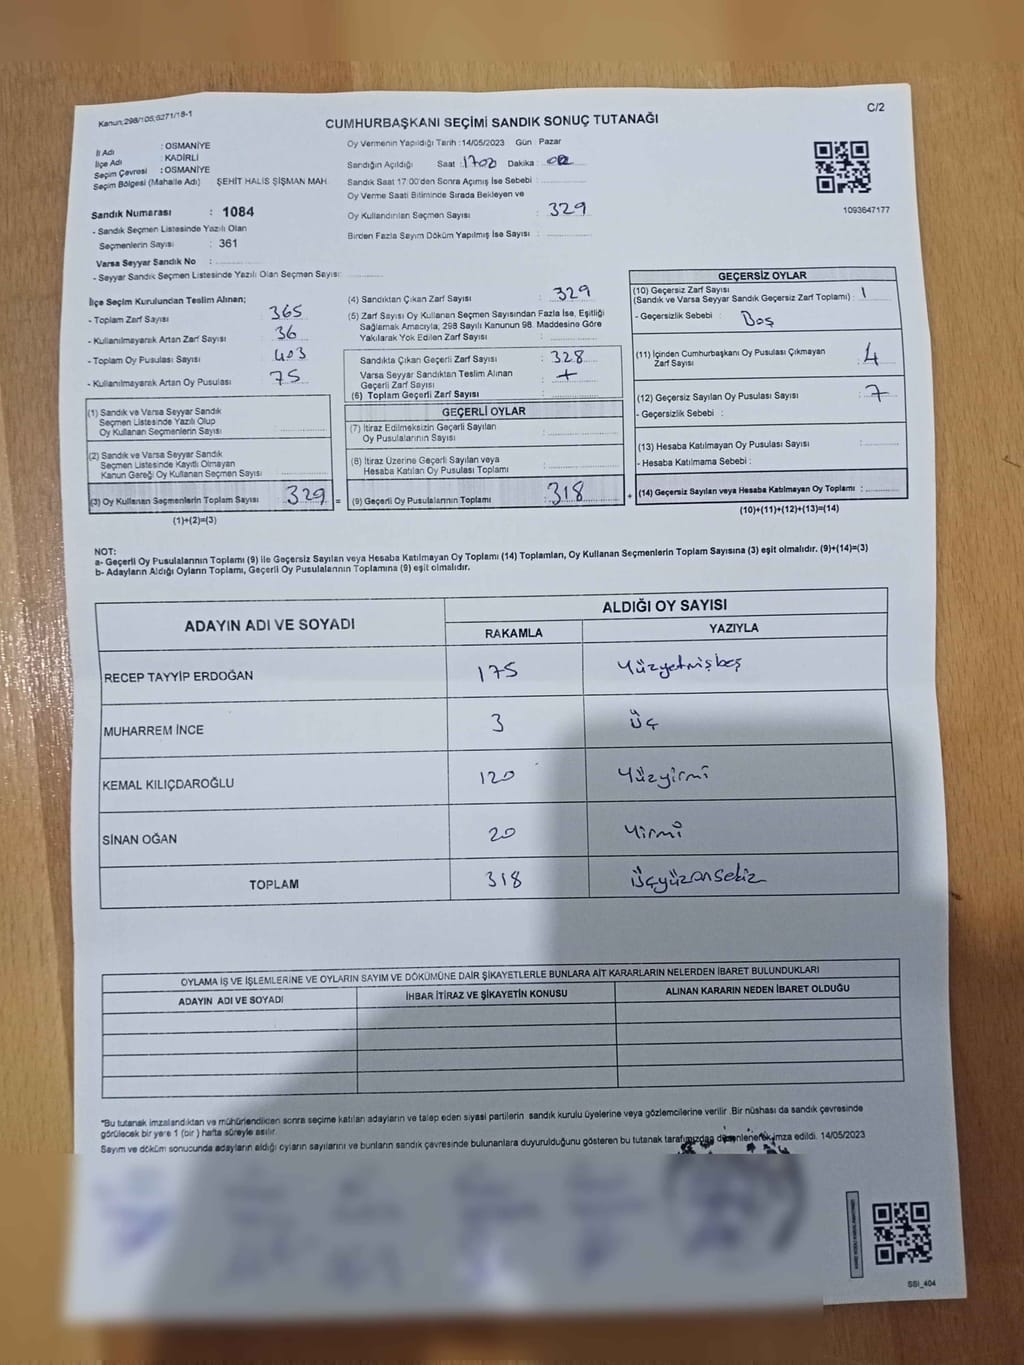 Kanun:298/105;6271/18-1
C/2
CUMHURBAŞKANI SEÇİMİ SANDIK SONUÇ TUTANAĞI
İl Adı : OSMANİYE
İlçe Adı : KADİRLİ
Seçim Çevresi : OSMANİYE
Seçim Bölgesi (Mahalle Adı) ŞEHİT HALİS ŞİŞMAN MAH.
Sandık Numarası : 1084
- Sandık Seçmen Listesinde Yazılı Olan
Seçmenlerin Sayısı : 361
Varsa Seyyar Sandık No :
- Seyyar Sandık Seçmen Listesinde Yazılı Olan Seçmen Sayısı:
Oy Vermenin Yapıldığı Tarih :14/05/2023 Gün Pazar
Sandığın Açıldığı Saat : 1702 Dakika : 02
Sandık Saat 17.00'den Sonra Açımış İse Sebebi :
Oy Verme Saati Bitiminde Sırada Bekleyen ve
Oy Kullandırılan Seçmen Sayısı : 329
Birden Fazla Sayım Döküm Yapılmış İse Sayısı :
1093647177
İlçe Seçim Kurulundan Teslim Alınan;
- Toplam Zarf Sayısı : 365
- Kullanılmayarak Artan Zarf Sayısı : 36
- Toplam Oy Pusulası Sayısı : 403
- Kullanılmayarak Artan Oy Pusulası : 75
(1) Sandık ve Varsa Seyyar Sandık
Seçmen Listesinde Yazılı Olup
Oy Kullanan Seçmenlerin Sayısı :
(2) Sandık ve Varsa Seyyar Sandık
Seçmen Listesinde Kayıtlı Olmayan
Kanun Gereği Oy Kullanan Seçmen Sayısı :
(3) Oy Kullanan Seçmenlerin Toplam Sayısı : 329 =
(1)+(2)=(3)
(4) Sandıktan Çıkan Zarf Sayısı : 329
(5) Zarf Sayısı Oy Kullanan Seçmen Sayısından Fazla İse, Eşitliği
Sağlamak Amacıyla, 298 Sayılı Kanunun 98. Maddesine Göre
Yakılarak Yok Edilen Zarf Sayısı :
Sandıkta Çıkan Geçerli Zarf Sayısı : 328
Varsa Seyyar Sandıktan Teslim Alınan
Geçerli Zarf Sayısı : +
(6) Toplam Geçerli Zarf Sayısı :
GEÇERLİ OYLAR
(7) İtiraz Edilmeksizin Geçerli Sayılan
Oy Pusulalarının Sayısı :
(8) İtiraz Üzerine Geçerli Sayılan veya
Hesaba Katılan Oy Pusulası Toplamı :
(9) Geçerli Oy Pusulalarının Toplamı : 318 +
GEÇERSİZ OYLAR
(10) Geçersiz Zarf Sayısı
(Sandık ve Varsa Seyyar Sandık Geçersiz Zarf Toplamı) : 1
- Geçersizlik Sebebi : Boş
(11) İçinden Cumhurbaşkanı Oy Pusulası Çıkmayan
Zarf Sayısı : 4
(12) Geçersiz Sayılan Oy Pusulası Sayısı : 7
- Geçersizlik Sebebi :
(13) Hesaba Katılmayan Oy Pusulası Sayısı :
- Hesaba Katılmama Sebebi :
(14) Geçersiz Sayılan veya Hesaba Katılmayan Oy Toplamı :
(10)+(11)+(12)+(13)=(14)
NOT:
a- Geçerli Oy Pusulalarının Toplamı (9) ile Geçersiz Sayılan veya Hesaba Katılmayan Oy Toplamı (14) Toplamları, Oy Kullanan Seçmenlerin Toplam Sayısına (3) eşit olmalıdır. (9)+(14)=(3)
b- Adayların Aldığı Oyların Toplamı, Geçerli Oy Pusulalarının Toplamına (9) eşit olmalıdır.
ADAYIN ADI VE SOYADI
ALDIĞI OY SAYISI
RAKAMLA YAZIYLA
RECEP TAYYİP ERDOĞAN 175 Yüzyetmişbeş
MUHARREM İNCE 3 üç
KEMAL KILIÇDAROĞLU 120 Yüzyirmi
SİNAN OĞAN 20 Yirmi
TOPLAM 318 üçyüzonsekiz
OYLAMA İŞ VE İŞLEMLERİNE VE OYLARIN SAYIM VE DÖKÜMÜNE DAİR ŞİKAYETLERLE BUNLARA AİT KARARLARIN NELERDEN İBARET BULUNDUKLARI
ADAYIN ADI VE SOYADI İHBAR İTİRAZ VE ŞİKAYETİN KONUSU ALINAN KARARIN NEDEN İBARET OLDUĞU
*Bu tutanak imzalandıktan ve mühürlendikten sonra seçime katılan adayların ve talep eden siyasi partilerin sandık kurulu üyelerine veya gözlemcilerine verilir .Bir nüshası da sandık çevresinde
görülecek bir yere 1 (bir ) hafta süreyle asılır.
Sayım ve döküm sonucunda adayların aldığı oyların sayılarını ve bunların sandık çevresinde bulunanlara duyurulduğunu gösteren bu tutanak tarafımızdan düzenlenerek imza edildi. 14/05/2023
SSI_404